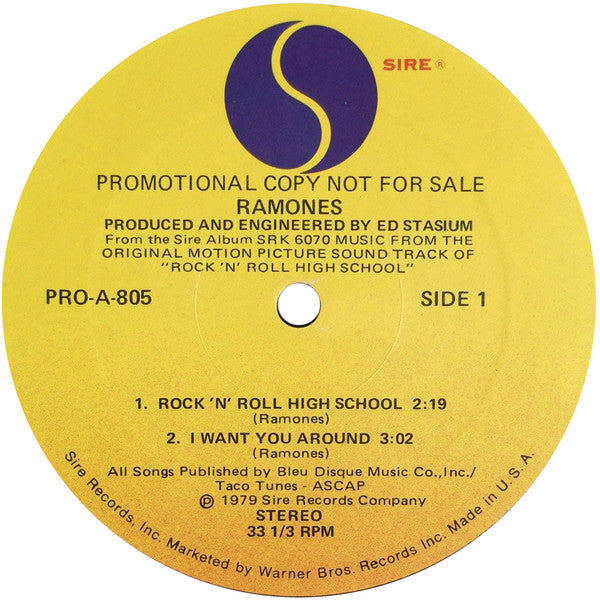 SIRE ®
PROMOTIONAL COPY NOT FOR SALE
RAMONES
PRODUCED AND ENGINEERED BY ED STASIUM
From the Sire Album SRK 6070 MUSIC FROM THE
ORIGINAL MOTION PICTURE SOUND TRACK OF
"ROCK 'N' ROLL HIGH SCHOOL"
PRO-A-805
SIDE 1
1. ROCK 'N' ROLL HIGH SCHOOL 2:19
(Ramones)
2. I WANT YOU AROUND 3:02
(Ramones)
All Songs Published by Bleu Disque Music Co.,Inc./
Taco Tunes - ASCAP
℗ 1979 Sire Records Company
STEREO
33 1/3 RPM
Sire Records, Inc. Marketed by Warner Bros. Records Inc. Made in U.S.A.